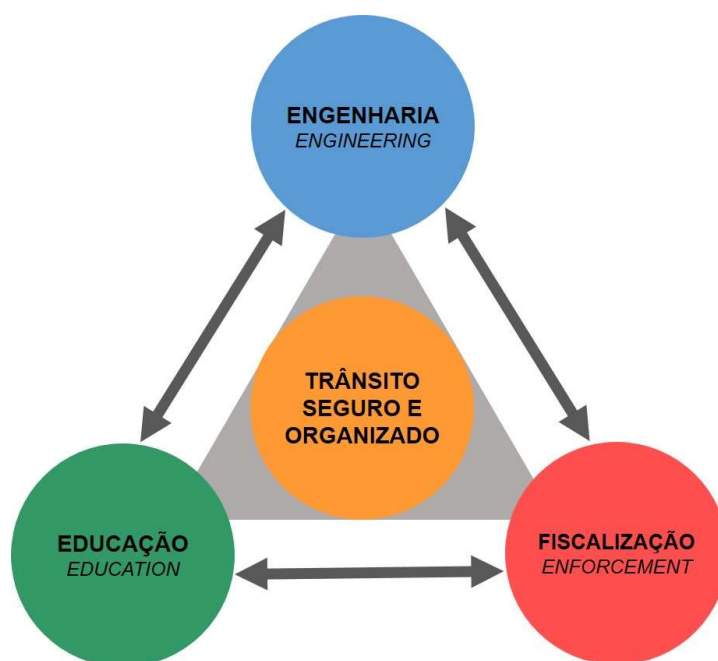 ENGENHARIA
ENGINEERING
TRÂNSITO
SEGURO E
ORGANIZADO
EDUCAÇÃO
EDUCATION
FISCALIZAÇÃO
ENFORCEMENT